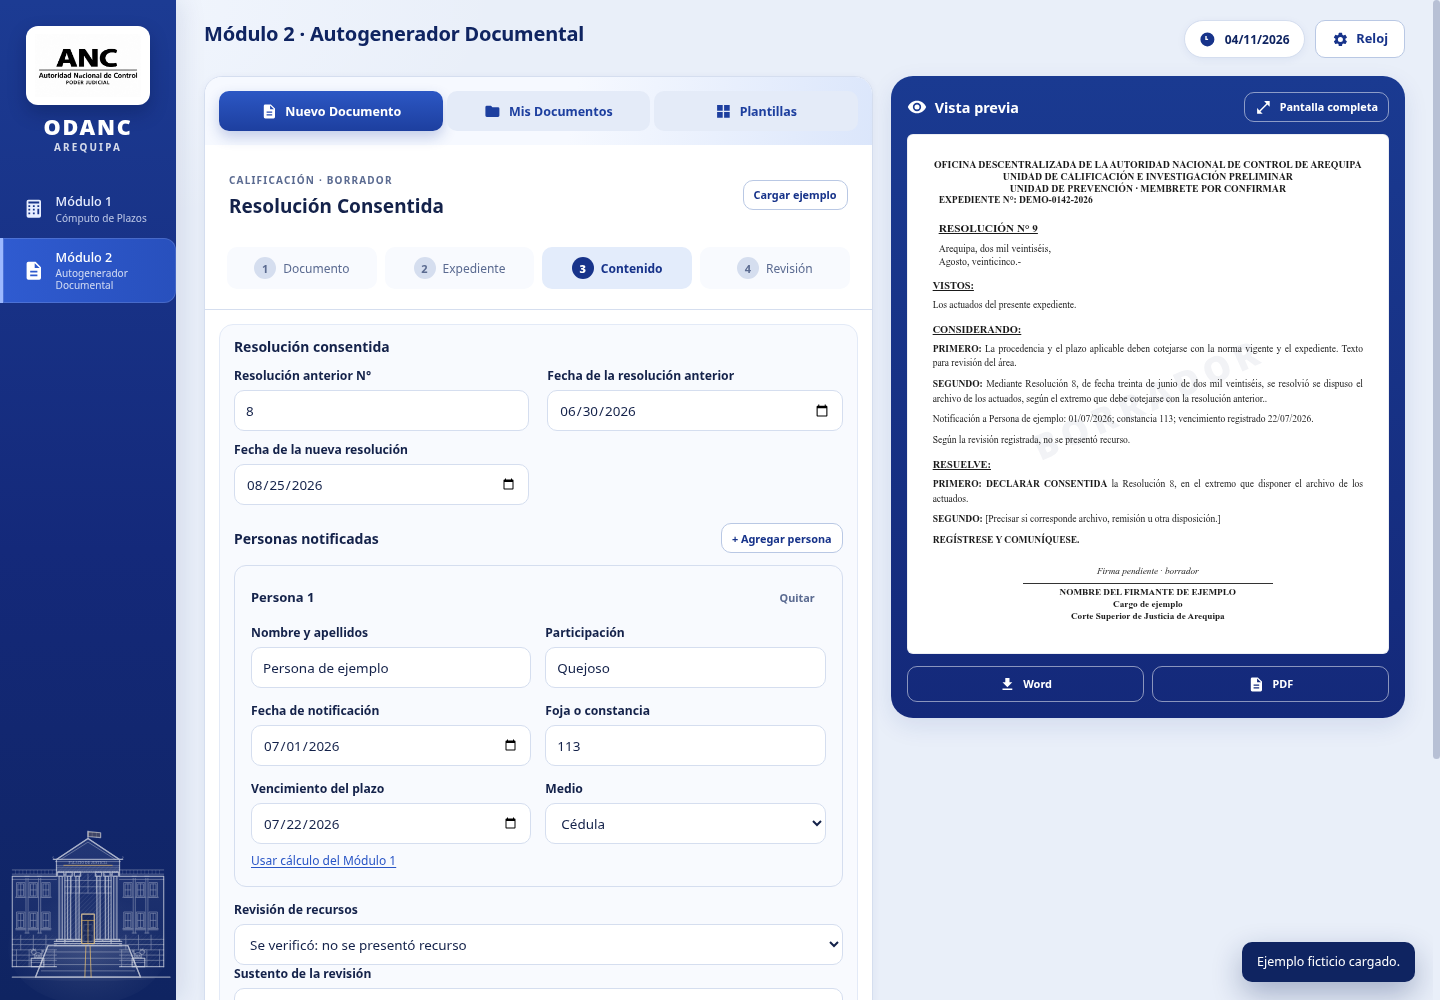 ANC
Autoridad Nacional de Control
PODER JUDICIAL
ODANC
AREQUIPA
Módulo 1
Cómputo de Plazos
Módulo 2
Autogenerador
Documental
Módulo 2 · Autogenerador Documental
04/11/2026
Reloj
Nuevo Documento
Mis Documentos
Plantillas
CALIFICACIÓN · BORRADOR
Resolución Consentida
Cargar ejemplo
1 Documento
2 Expediente
3 Contenido
4 Revisión
Resolución consentida
Resolución anterior N°
Fecha de la resolución anterior
8
06/30/2026
Fecha de la nueva resolución
08/25/2026
Personas notificadas
+ Agregar persona
Persona 1
Quitar
Nombre y apellidos
Participación
Persona de ejemplo
Quejoso
Fecha de notificación
Foja o constancia
07/01/2026
113
Vencimiento del plazo
Medio
07/22/2026
Cédula
Usar cálculo del Módulo 1
Revisión de recursos
Se verificó: no se presentó recurso
Sustento de la revisión
Vista previa
Pantalla completa
OFICINA DESCENTRALIZADA DE LA AUTORIDAD NACIONAL DE CONTROL DE AREQUIPA
UNIDAD DE CALIFICACIÓN E INVESTIGACIÓN PRELIMINAR
UNIDAD DE PREVENCIÓN · MEMBRETE POR CONFIRMAR
EXPEDIENTE N°: DEMO-0142-2026
RESOLUCIÓN N° 9
Arequipa, dos mil veintiséis,
Agosto, veinticinco.-
VISTOS:
Los actuados del presente expediente.
CONSIDERANDO:
PRIMERO: La procedencia y el plazo aplicable deben cotejarse con la norma vigente y el expediente. Texto
para revisión del área.
SEGUNDO: Mediante Resolución 8, de fecha treinta de junio de dos mil veintiséis, se resolvió se dispuso el
archivo de los actuados, según el extremo que debe cotejarse con la resolución anterior..
Notificación a Persona de ejemplo: 01/07/2026; constancia 113; vencimiento registrado 22/07/2026.
Según la revisión registrada, no se presentó recurso.
BORRADOR
RESUELVE:
PRIMERO: DECLARAR CONSENTIDA la Resolución 8, en el extremo que disponer el archivo de los
actuados.
SEGUNDO: [Precisar si corresponde archivo, remisión u otra disposición.]
REGÍSTRESE Y COMUNÍQUESE.
Firma pendiente · borrador
NOMBRE DEL FIRMANTE DE EJEMPLO
Cargo de ejemplo
Corte Superior de Justicia de Arequipa
Word
PDF
Ejemplo ficticio cargado.